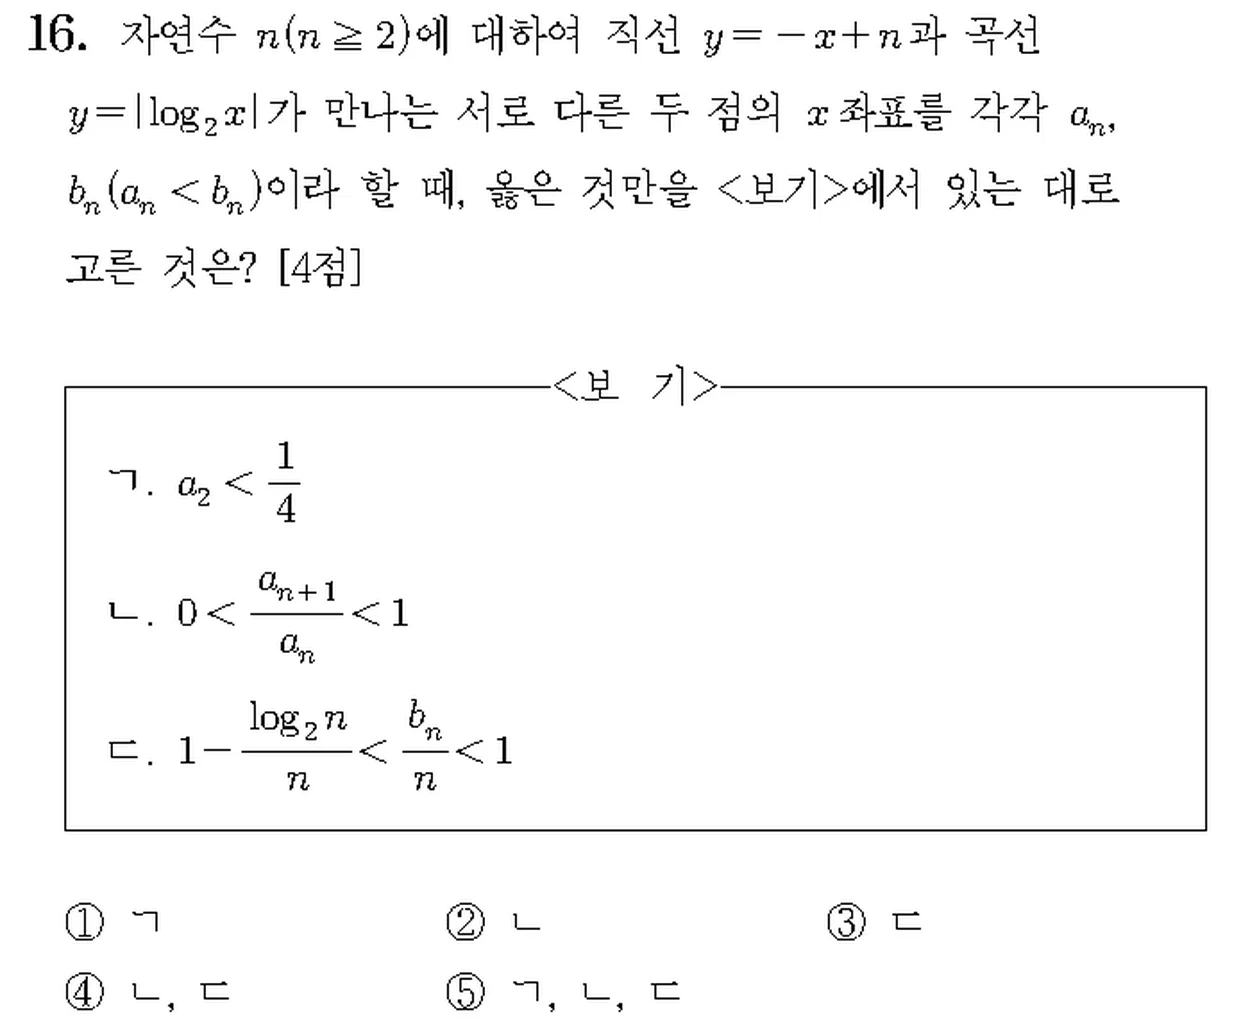 16. 자연수 n(n ≧ 2)에 대하여 직선 y = -x + n과 곡선
y = |log₂x|가 만나는 서로 다른 두 점의 x좌표를 각각 aₙ,
bₙ(aₙ < bₙ)이라 할 때, 옳은 것만을 <보기>에서 있는 대로
고른 것은? [4점]
<보 기>
ㄱ. a₂ < 1/4
ㄴ. 0 < aₙ₊₁/aₙ < 1
ㄷ. 1 - log₂n/n < bₙ/n < 1
① ㄱ ② ㄴ ③ ㄷ
④ ㄴ, ㄷ ⑤ ㄱ, ㄴ, ㄷ